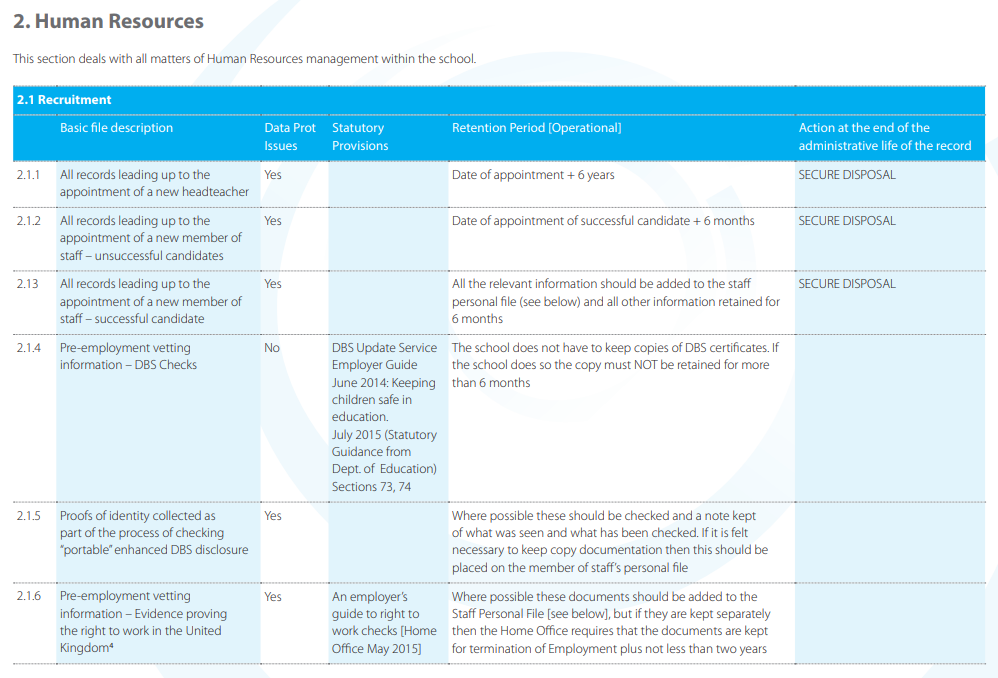 2. Human Resources
This section deals with all matters of Human Resources management within the school.
2.1 Recruitment
Basic file description
Data Prot
Issues
Statutory
Provisions
Retention Period [Operational]
Action at the end of the
administrative life of the record
2.1.1
All records leading up to the
appointment of a new headteacher
Yes
Date of appointment + 6 years
SECURE DISPOSAL
2.1.2
All records leading up to the
appointment of a new member of
staff – unsuccessful candidates
Yes
Date of appointment of successful candidate + 6 months
SECURE DISPOSAL
2.13
All records leading up to the
appointment of a new member of
staff – successful candidate
Yes
All the relevant information should be added to the staff
personal file (see below) and all other information retained for
6 months
SECURE DISPOSAL
2.1.4
Pre-employment vetting
information – DBS Checks
No
DBS Update Service
Employer Guide
June 2014: Keeping
children safe in
education.
July 2015 (Statutory
Guidance from
Dept. of Education)
Sections 73, 74
The school does not have to keep copies of DBS certificates. If
the school does so the copy must NOT be retained for more
than 6 months
2.1.5
Proofs of identity collected as
part of the process of checking
“portable” enhanced DBS disclosure
Yes
Where possible these should be checked and a note kept
of what was seen and what has been checked. If it is felt
necessary to keep copy documentation then this should be
placed on the member of staff’s personal file
2.1.6
Pre-employment vetting
information – Evidence proving
the right to work in the United
Kingdom⁴
Yes
An employer’s
guide to right to
work checks [Home
Office May 2015]
Where possible these documents should be added to the
Staff Personal File [see below], but if they are kept separately
then the Home Office requires that the documents are kept
for termination of Employment plus not less than two years